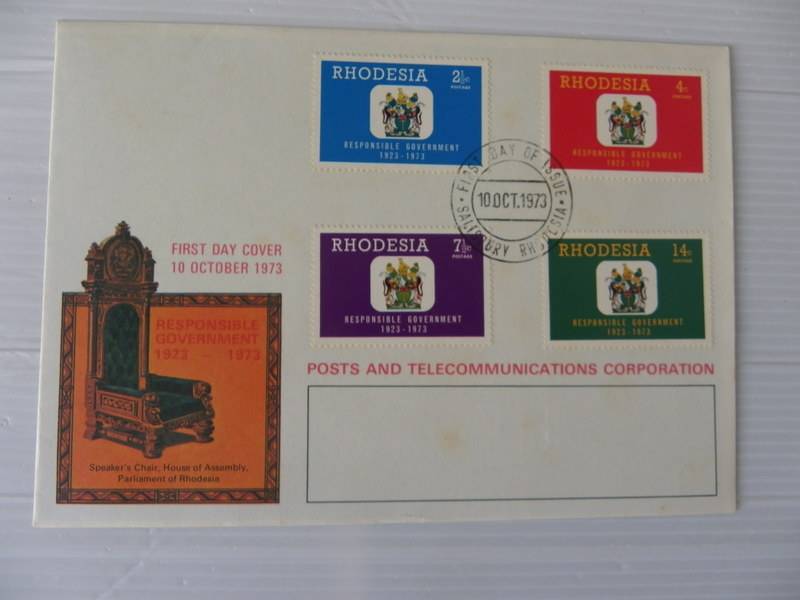 RHODESIA 2½c
POSTAGE
RESPONSIBLE GOVERNMENT
1923-1973
RHODESIA 4c
POSTAGE
RESPONSIBLE GOVERNMENT
1923-1973
FIRST DAY OF ISSUE
10.OCT.1973
SALISBURY RHODESIA
RHODESIA 7½c
POSTAGE
RESPONSIBLE GOVERNMENT
1923-1973
RHODESIA 14c
POSTAGE
RESPONSIBLE GOVERNMENT
1923-1973
FIRST DAY COVER
10 OCTOBER 1973
RESPONSIBLE
GOVERNMENT
1923 - 1973
Speaker's Chair, House of Assembly,
Parliament of Rhodesia
POSTS AND TELECOMMUNICATIONS CORPORATION